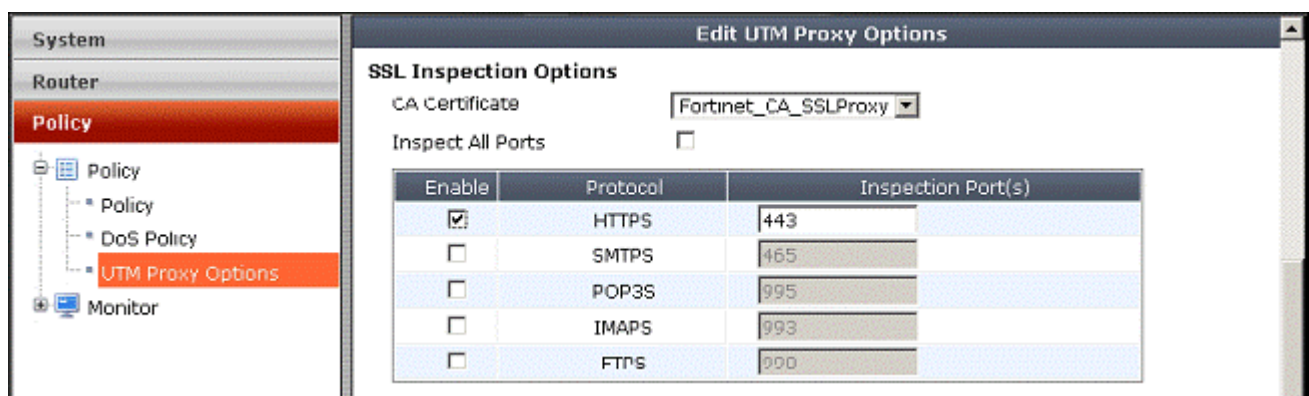 System
Router
Policy
Policy
Policy
DoS Policy
UTM Proxy Options
Monitor
Edit UTM Proxy Options
SSL Inspection Options
CA Certificate Fortinet_CA_SSLProxy
Inspect All Ports
Enable Protocol Inspection Port(s)
HTTPS 443
SMTPS 465
POP3S 995
IMAPS 993
FTPS 990